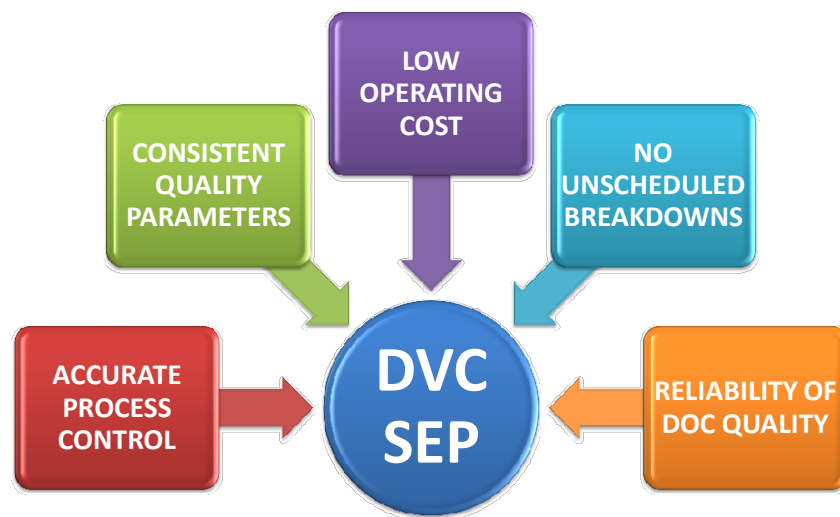 LOW
OPERATING
COST
CONSISTENT
QUALITY
PARAMETERS
NO
UNSCHEDULED
BREAKDOWNS
ACCURATE
PROCESS
CONTROL
DVC
SEP
RELIABILITY OF
DOC QUALITY